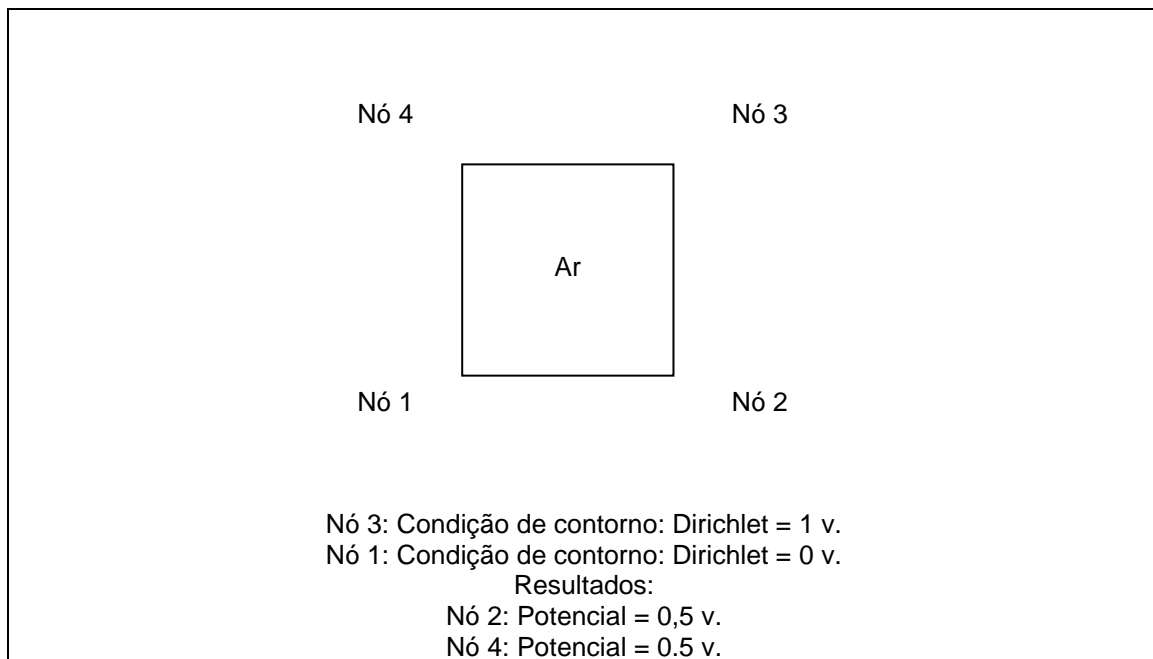 Nó 4 Nó 3
Ar
Nó 1 Nó 2
Nó 3: Condição de contorno: Dirichlet = 1 v.
Nó 1: Condição de contorno: Dirichlet = 0 v.
Resultados:
Nó 2: Potencial = 0,5 v.
Nó 4: Potencial = 0.5 v.